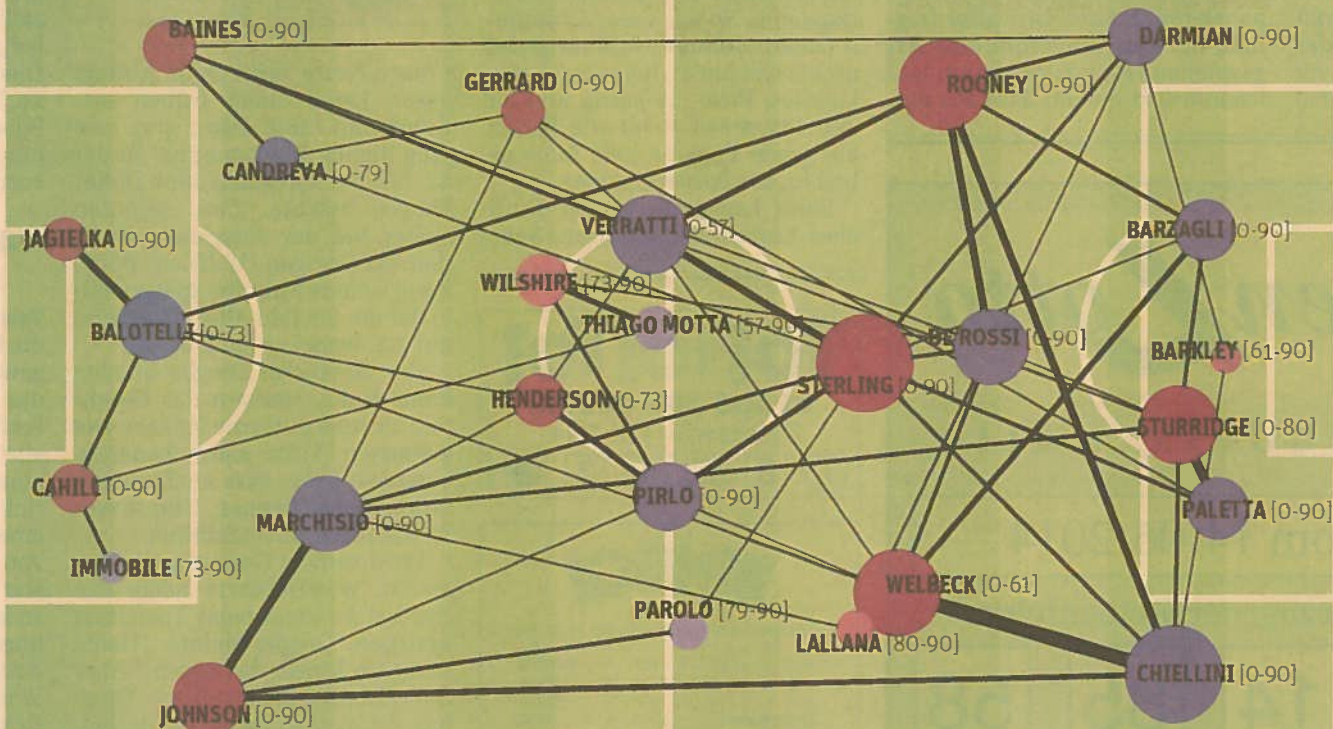 BAINES [0-90]
DARMIAN [0-90]
GERRARD [0-90]
ROONEY [0-90]
CANDREVA [0-79]
VERRATTI [0-57]
BARZAGLI [0-90]
JAGIELKA [0-90]
WILSHIRE [73-90]
THIAGO MOTTA [57-90]
BALOTELLI [0-73]
DE ROSSI [0-90]
BARKLEY [61-90]
STERLING [0-90]
HENDERSON [0-73]
STURRIDGE [0-80]
CAHILL [0-90]
PIRLO [0-90]
PALETTA [0-90]
MARCHISIO [0-90]
IMMOBILE [73-90]
WELBECK [0-61]
PAROLO [79-90]
LALLANA [80-90]
CHIELLINI [0-90]
JOHNSON [0-90]